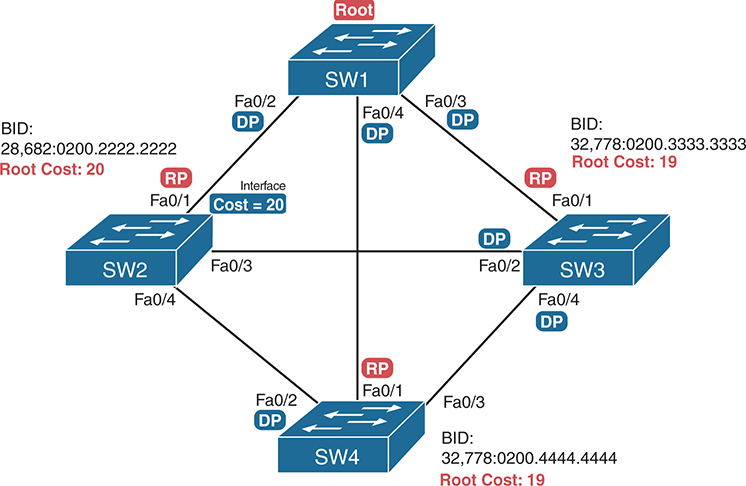 Root
SW1
Fa0/2
DP
Fa0/4
DP
Fa0/3
DP
BID:
28,682:0200.2222.2222
Root Cost: 20
BID:
32,778:0200.3333.3333
Root Cost: 19
RP
Fa0/1
Interface
Cost = 20
RP
Fa0/1
SW2
Fa0/3
Fa0/4
DP
Fa0/2
SW3
Fa0/4
DP
RP
Fa0/1
Fa0/2
DP
Fa0/3
SW4
BID:
32,778:0200.4444.4444
Root Cost: 19